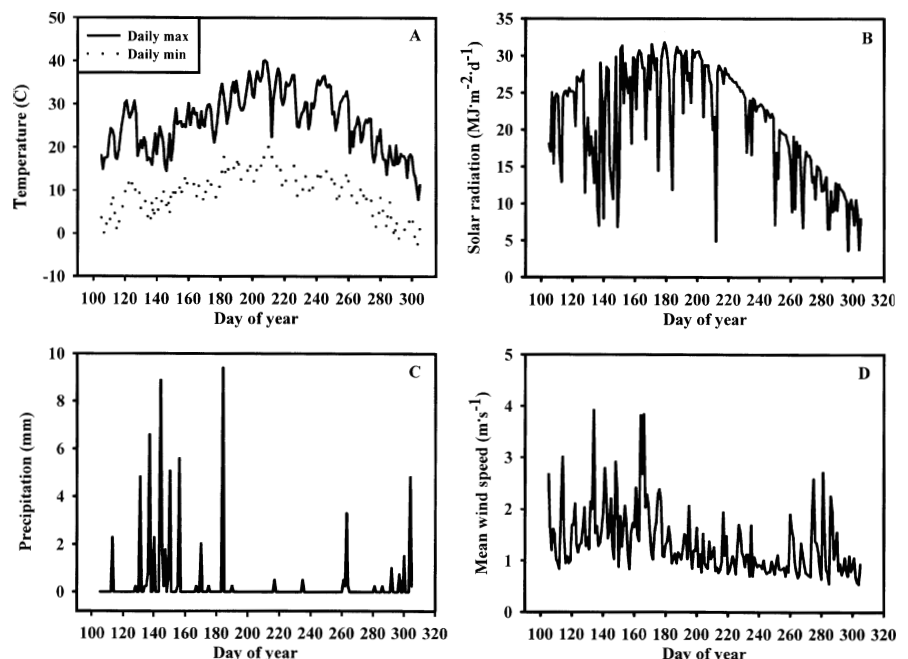 A
Daily max
Daily min
Temperature (C)
50
40
30
20
10
0
-10
100 120 140 160 180 200 220 240 260 280 300
Day of year
B
Solar radiation (MJ·m⁻²·d⁻¹)
35
30
25
20
15
10
5
0
100 120 140 160 180 200 220 240 260 280 300 320
Day of year
C
Precipitation (mm)
10
8
6
4
2
0
100 120 140 160 180 200 220 240 260 280 300 320
Day of year
D
Mean wind speed (m·s⁻¹)
5
4
3
2
1
0
100 120 140 160 180 200 220 240 260 280 300 320
Day of year